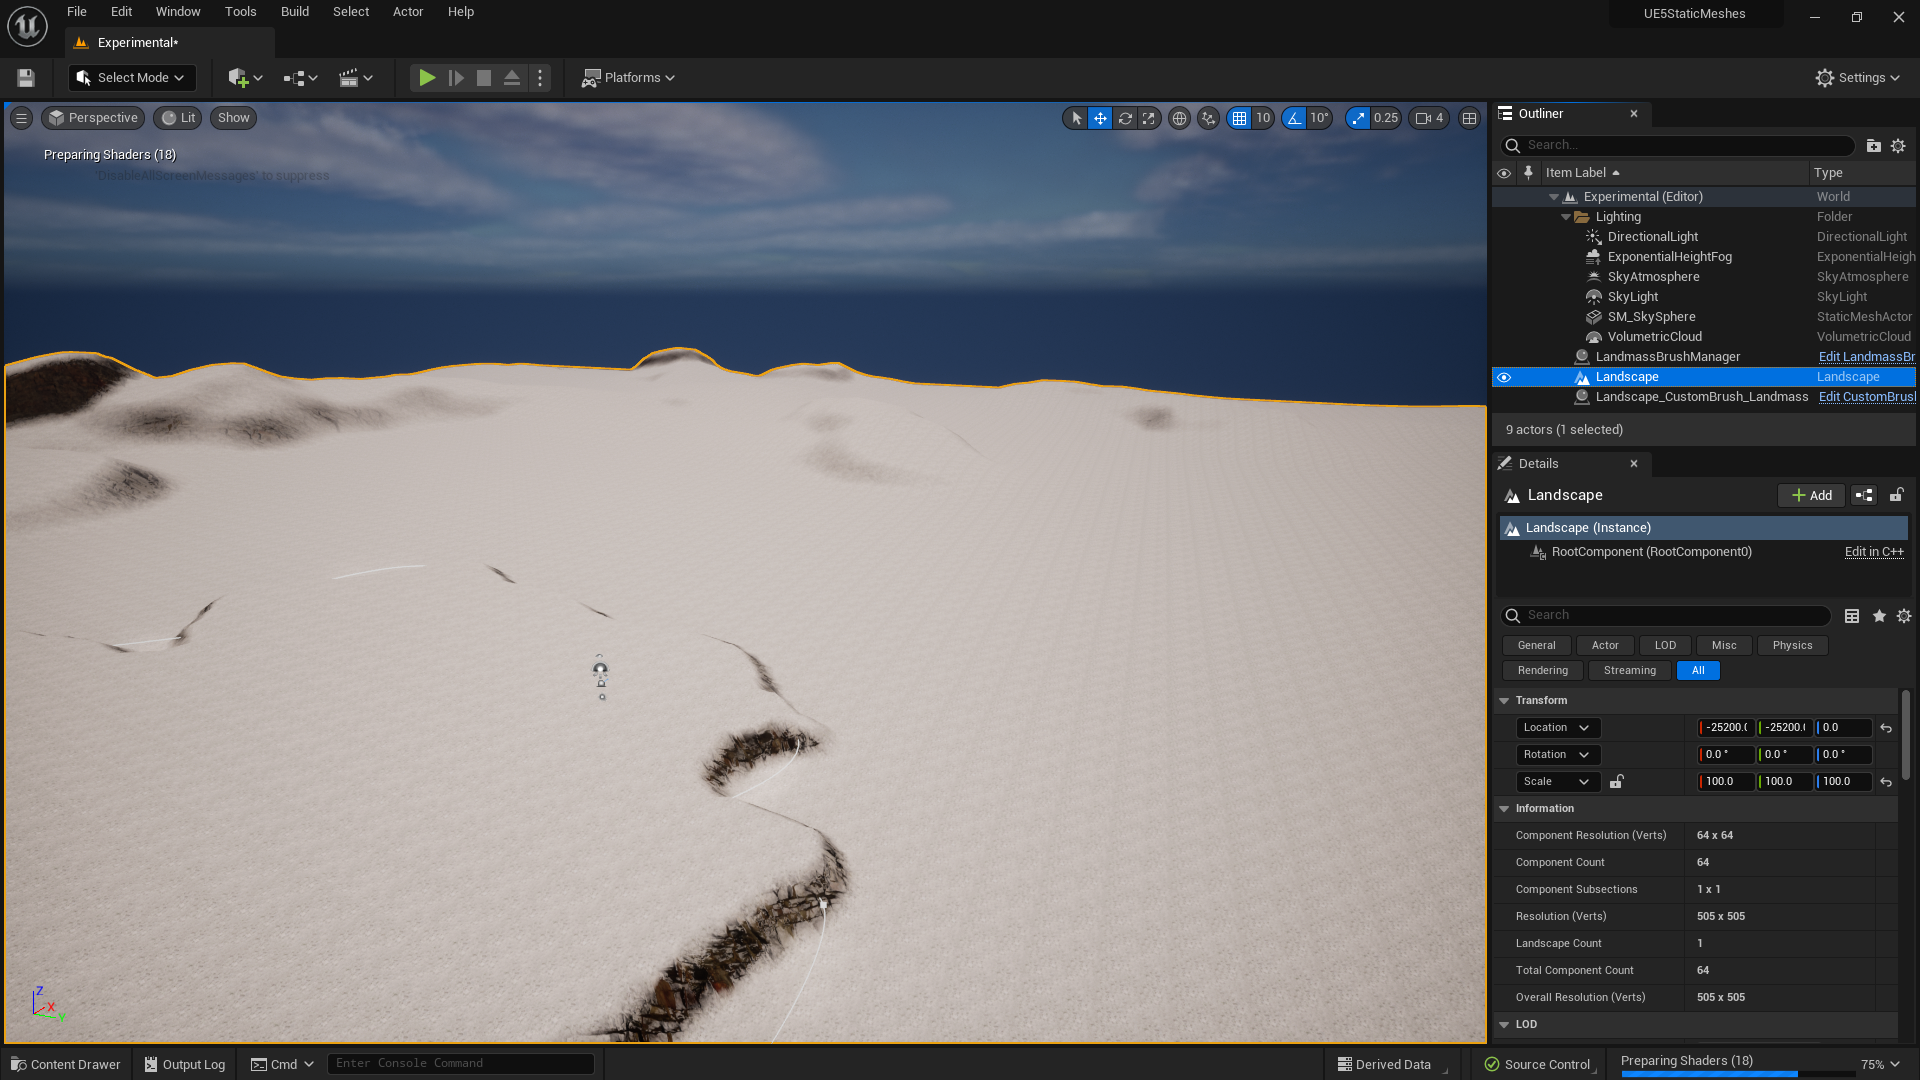 File Edit Window Tools Build Select Actor Help
UE5StaticMeshes
Experimental*
Select Mode
Platforms
Settings
Perspective Lit Show
10 10° 0.25 4
Preparing Shaders (18)
'DisableAllScreenMessages' to suppress
Outliner
Search...
Item Label Type
Experimental (Editor) World
Lighting Folder
DirectionalLight DirectionalLight
ExponentialHeightFog ExponentialHeigh
SkyAtmosphere SkyAtmosphere
SkyLight SkyLight
SM_SkySphere StaticMeshActor
VolumetricCloud VolumetricCloud
LandmassBrushManager Edit LandmassBr
Landscape Landscape
Landscape_CustomBrush_Landmass Edit CustomBrus
9 actors (1 selected)
Details
Landscape
Add
Landscape (Instance)
RootComponent (RootComponent0) Edit in C++
Search
General Actor LOD Misc Physics
Rendering Streaming All
Transform
Location -25200.0 -25200.0 0.0
Rotation 0.0 ° 0.0 ° 0.0 °
Scale 100.0 100.0 100.0
Information
Component Resolution (Verts) 64 x 64
Component Count 64
Component Subsections 1 x 1
Resolution (Verts) 505 x 505
Landscape Count 1
Total Component Count 64
Overall Resolution (Verts) 505 x 505
LOD
Z
X
Y
Content Drawer Output Log Cmd Enter Console Command
Derived Data Source Control Preparing Shaders (18) 75%